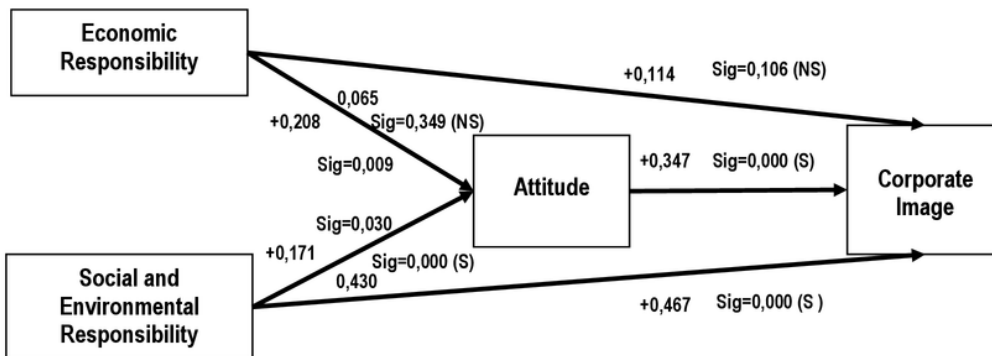 Economic
Responsibility
+0,114
Sig=0,106 (NS)
0,065
+0,208
Sig=0,349 (NS)
Sig=0,009
Attitude
+0,347
Sig=0,000 (S)
Corporate
Image
Sig=0,030
+0,171
Sig=0,000 (S)
0,430
Social and
Environmental
Responsibility
+0,467
Sig=0,000 (S )